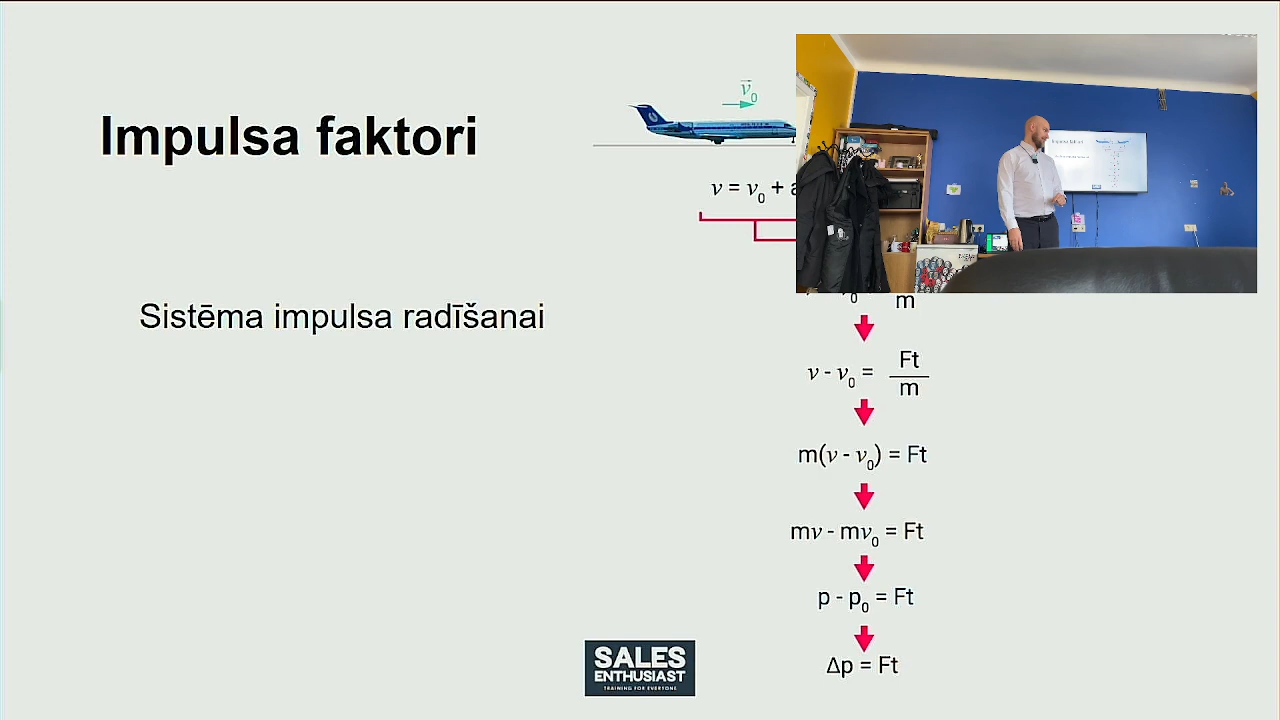 Impulsa faktori
v⃗₀
v = v₀ + a
Sistēma impulsa radīšanai
m
v - v₀ = Ft/m
m(v - v₀) = Ft
mv - mv₀ = Ft
p - p₀ = Ft
Δp = Ft
SALES
ENTHUSIAST
TRAINING FOR EVERYONE